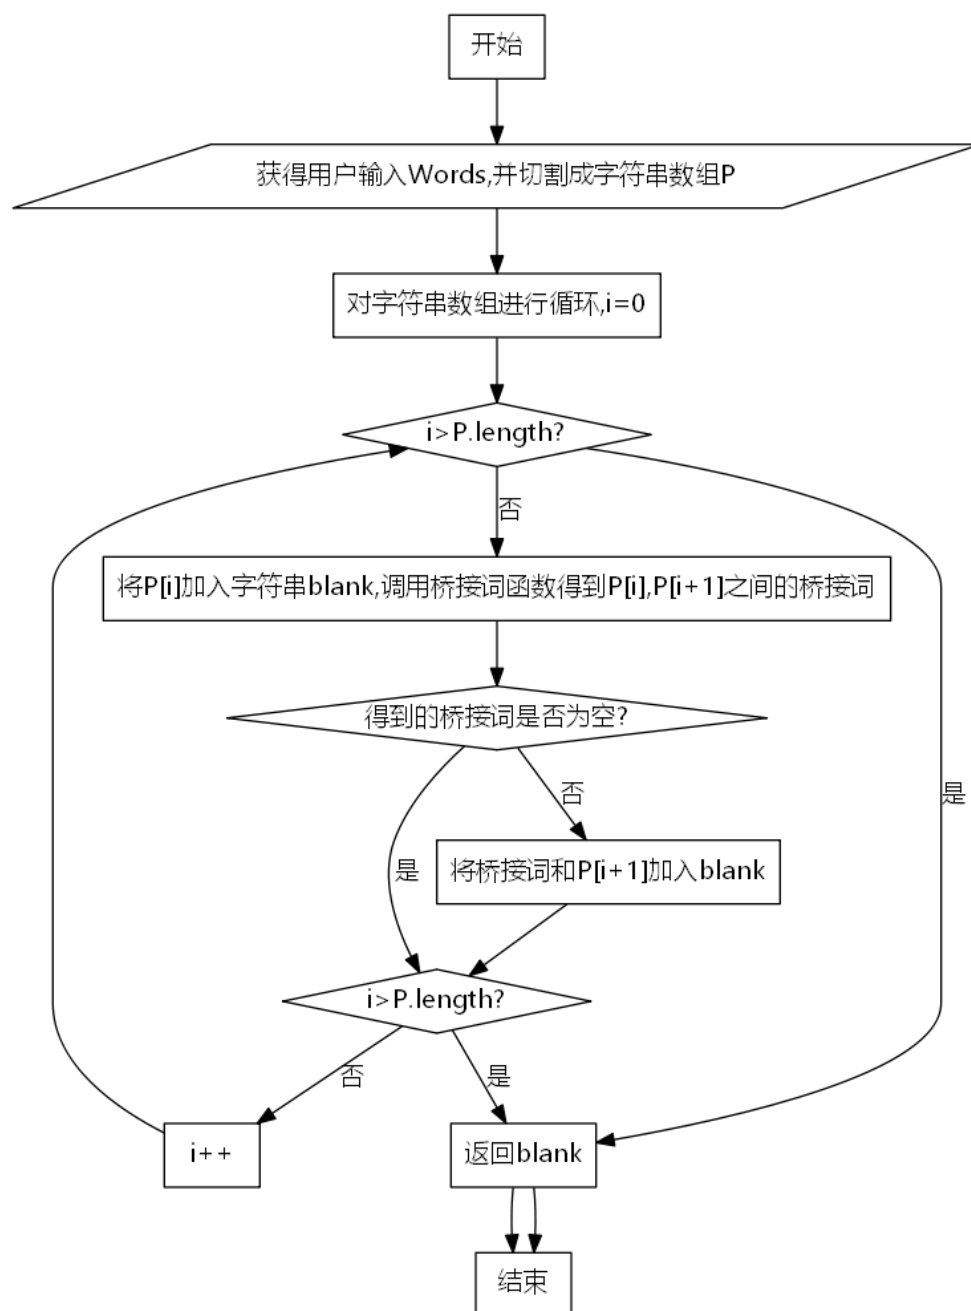 开始
获得用户输入Words,并切割成字符串数组P
对字符串数组进行循环,i=0
i>P.length?
否
将P[i]加入字符串blank,调用桥接词函数得到P[i],P[i+1]之间的桥接词
得到的桥接词是否为空?
否
是
是
将桥接词和P[i+1]加入blank
i>P.length?
否
是
i++
返回blank
结束